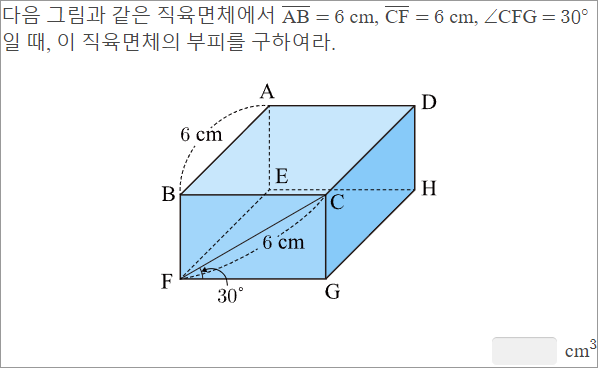 다음 그림과 같은 직육면체에서 AB = 6 cm, CF = 6 cm, ∠CFG = 30°
일 때, 이 직육면체의 부피를 구하여라.
A
D
6 cm
E
B
C
H
6 cm
F
30°
G
cm³